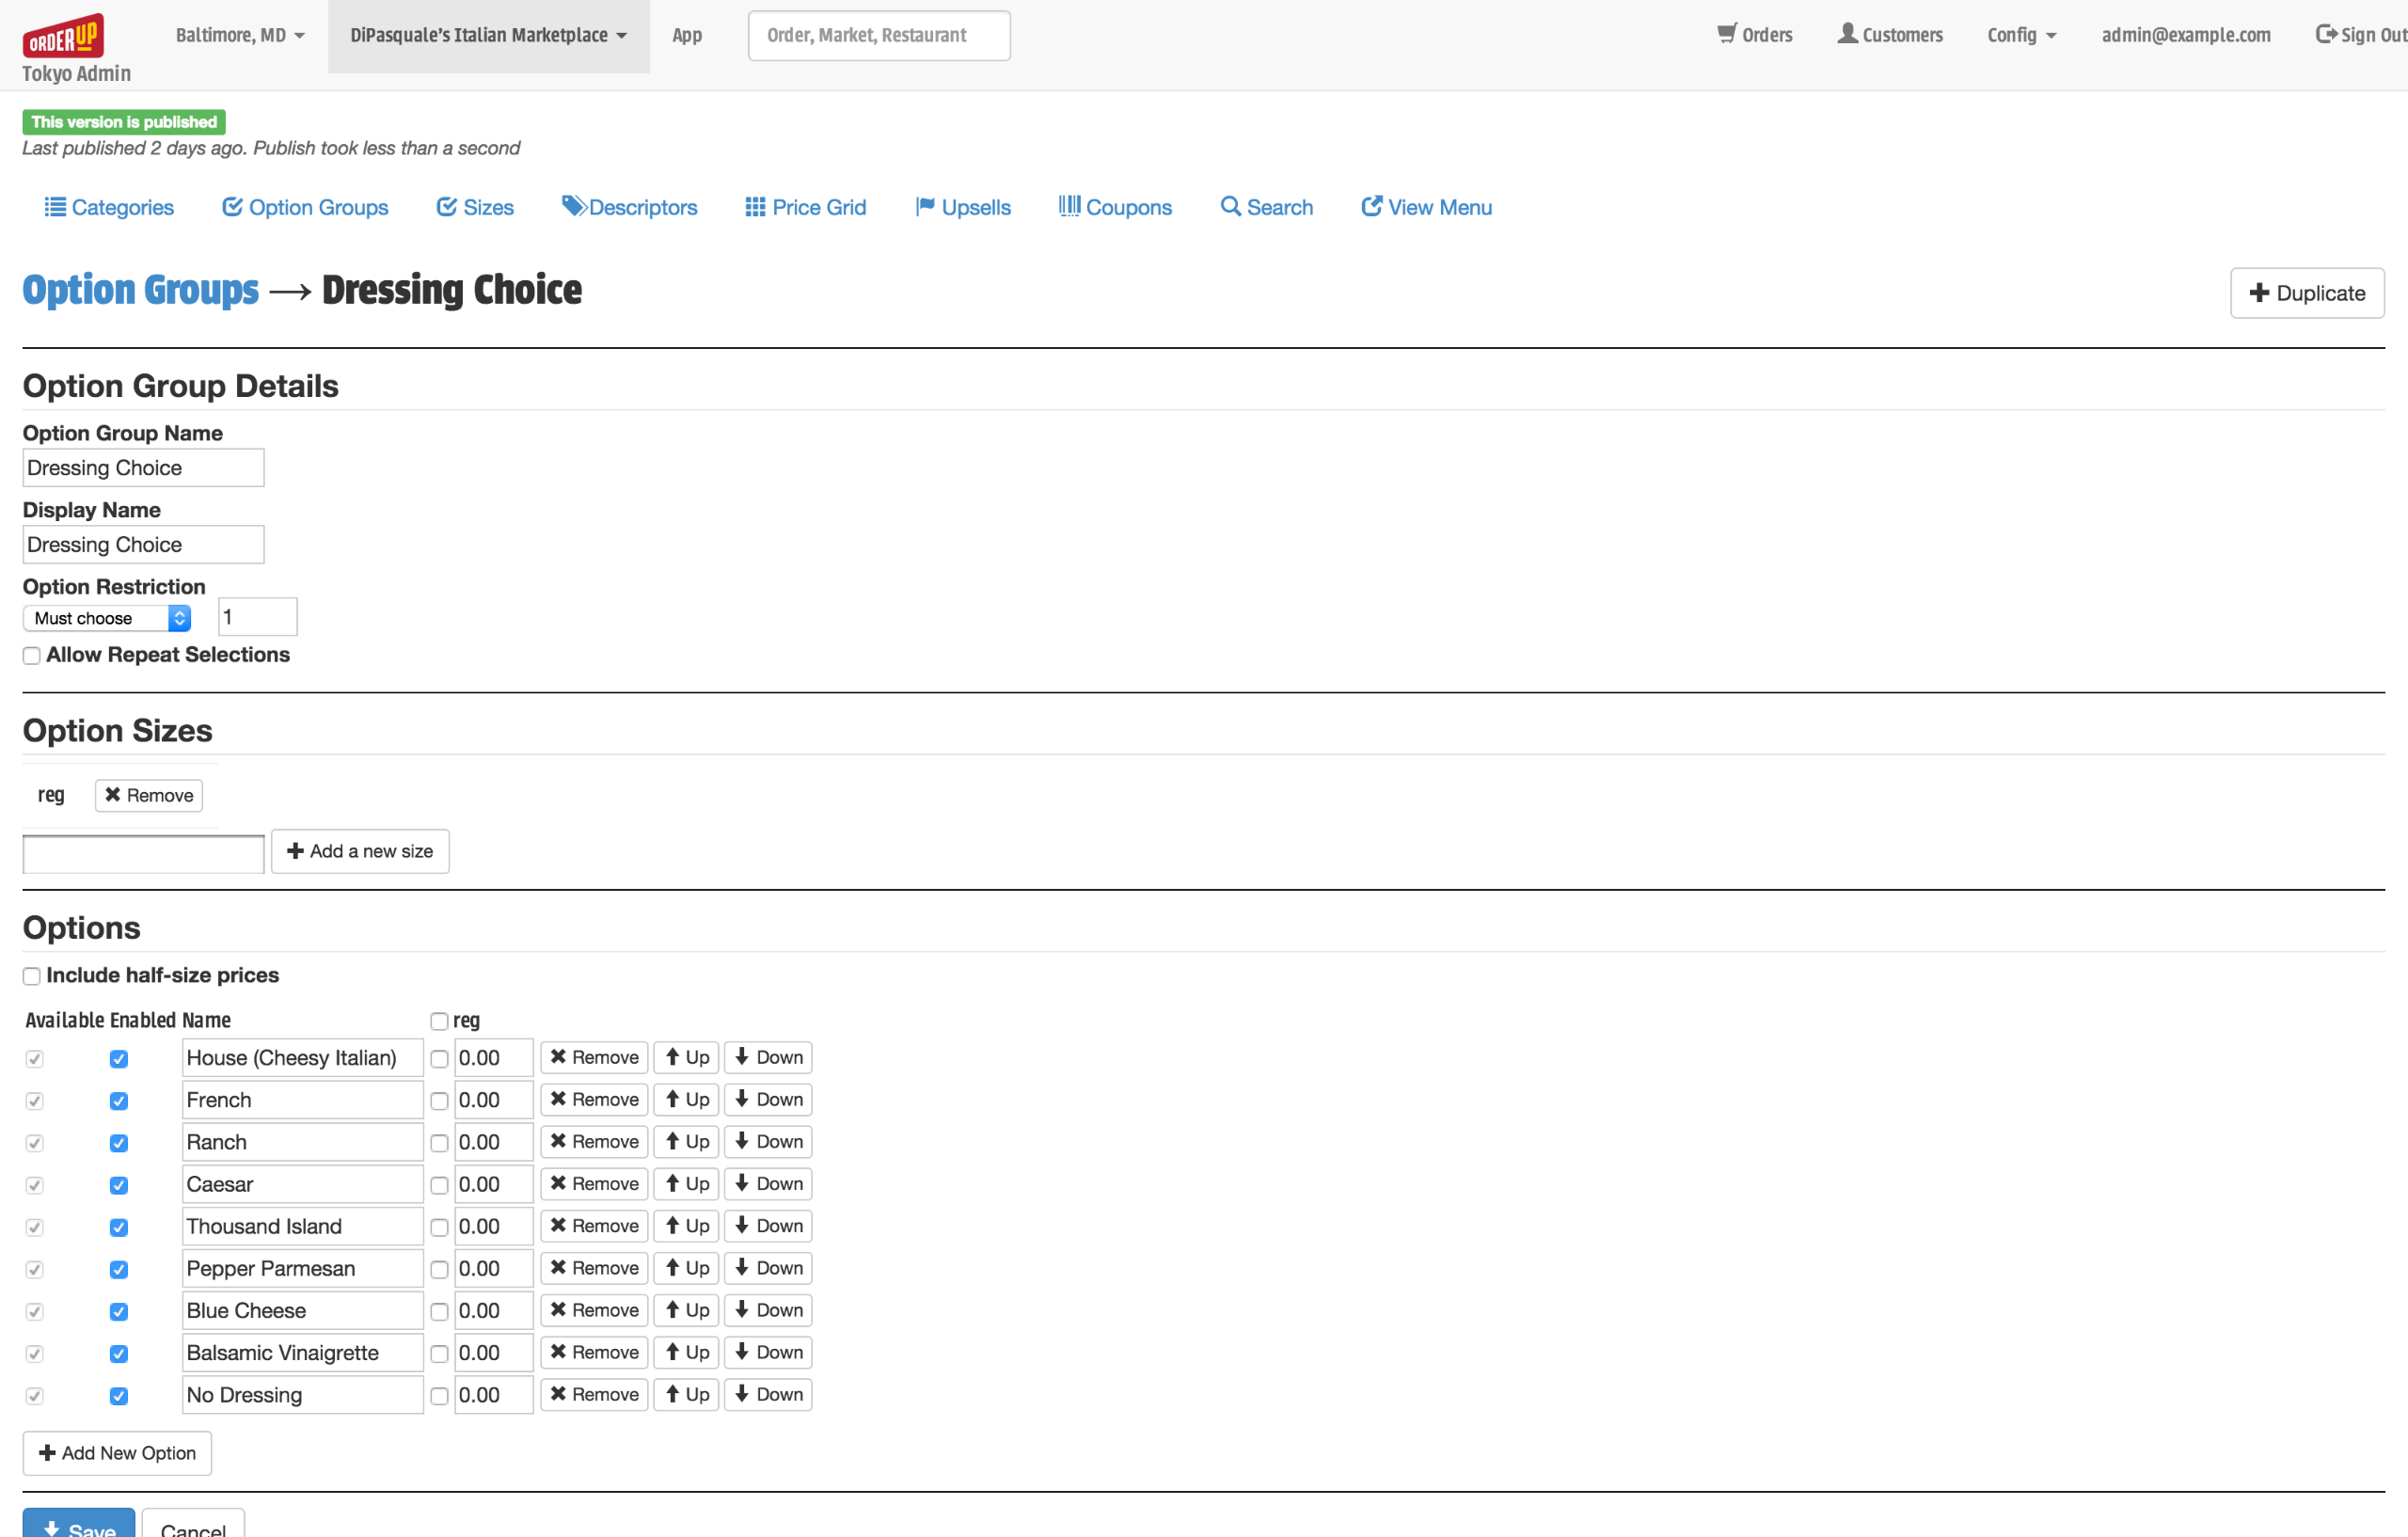 ORDERUP
Tokyo Admin
Baltimore, MD
DiPasquale's Italian Marketplace
App
Order, Market, Restaurant
Orders
Customers
Config
admin@example.com
Sign Out
This version is published
Last published 2 days ago. Publish took less than a second
Categories
Option Groups
Sizes
Descriptors
Price Grid
Upsells
Coupons
Search
View Menu
Option Groups → Dressing Choice
Duplicate
Option Group Details
Option Group Name
Dressing Choice
Display Name
Dressing Choice
Option Restriction
Must choose 1
Allow Repeat Selections
Option Sizes
reg Remove
Add a new size
Options
Include half-size prices
Available Enabled Name reg
House (Cheesy Italian) 0.00 Remove Up Down
French 0.00 Remove Up Down
Ranch 0.00 Remove Up Down
Caesar 0.00 Remove Up Down
Thousand Island 0.00 Remove Up Down
Pepper Parmesan 0.00 Remove Up Down
Blue Cheese 0.00 Remove Up Down
Balsamic Vinaigrette 0.00 Remove Up Down
No Dressing 0.00 Remove Up Down
Add New Option
Save Cancel